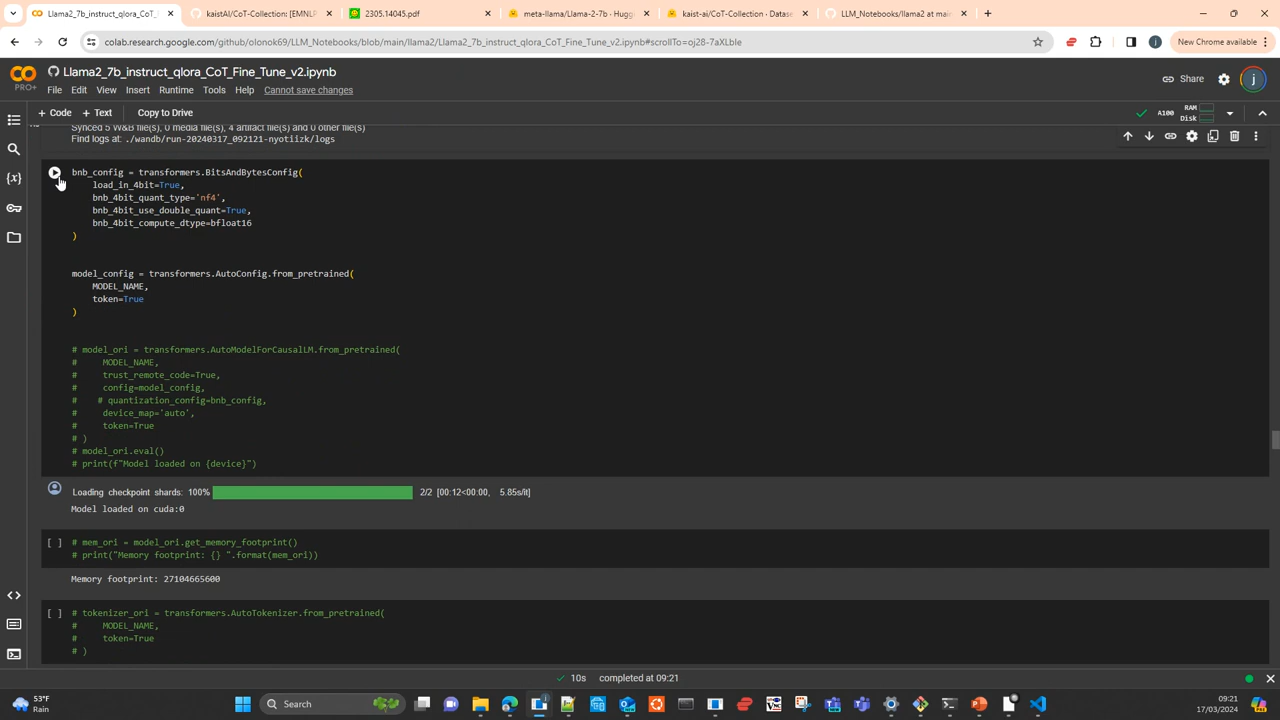 Llama2_7b_instruct_qlora_CoT_F
kaistAI/CoT-Collection: [EMNLP
2305.14045.pdf
meta-llama/Llama-2-7b · Hugg
kaist-ai/CoT-Collection · Datase
LLM_Notebooks/llama2 at main
colab.research.google.com/github/olonok69/LLM_Notebooks/blob/main/llama2/Llama2_7b_instruct_qlora_CoT_Fine_Tune_v2.ipynb#scrollTo=oj28-7aXLble
New Chrome available
CO
PRO+
Llama2_7b_instruct_qlora_CoT_Fine_Tune_v2.ipynb
File Edit View Insert Runtime Tools Help Cannot save changes
Share
j
+ Code + Text Copy to Drive
A100 RAM
Disk
Synced 5 W&B file(s), 0 media file(s), 4 artifact file(s) and 0 other file(s)
Find logs at: ./wandb/run-20240317_092121-nyotiizk/logs
bnb_config = transformers.BitsAndBytesConfig(
load_in_4bit=True,
bnb_4bit_quant_type='nf4',
bnb_4bit_use_double_quant=True,
bnb_4bit_compute_dtype=bfloat16
)
model_config = transformers.AutoConfig.from_pretrained(
MODEL_NAME,
token=True
)
# model_ori = transformers.AutoModelForCausalLM.from_pretrained(
#     MODEL_NAME,
#     trust_remote_code=True,
#     config=model_config,
#    # quantization_config=bnb_config,
#     device_map='auto',
#     token=True
# )
# model_ori.eval()
# print(f"Model loaded on {device}")
Loading checkpoint shards: 100% 2/2 [00:12<00:00, 5.85s/it]
Model loaded on cuda:0
[ ] # mem_ori = model_ori.get_memory_footprint()
# print("Memory footprint: {} ".format(mem_ori))
Memory footprint: 27104665600
[ ] # tokenizer_ori = transformers.AutoTokenizer.from_pretrained(
#     MODEL_NAME,
#     token=True
# )
10s completed at 09:21
53°F
Rain
Search
09:21
17/03/2024